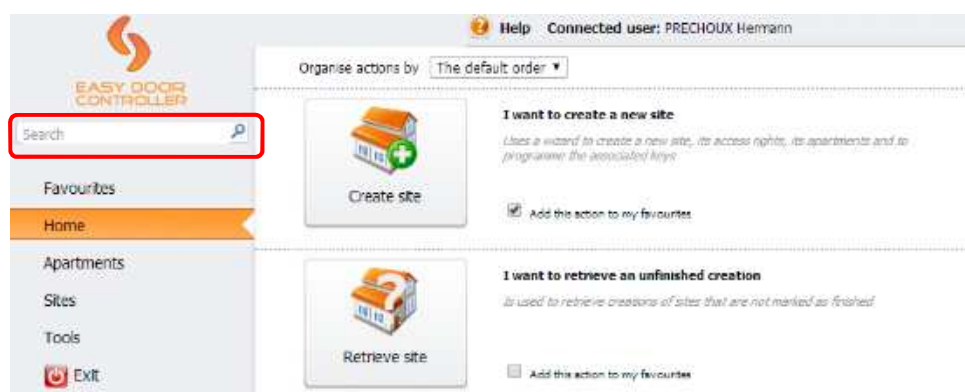 Help Connected user: PRECHOUX Hermann
EASY DOOR
CONTROLLER
Search
Favourites
Home
Apartments
Sites
Tools
Exit
Organise actions by The default order
Create site
I want to create a new site
Uses a wizard to create a new site, its access rights, its apartments and to
programme the associated keys
Add this action to my favourites
Retrieve site
I want to retrieve an unfinished creation
Is used to retrieve creations of sites that are not marked as finished
Add this action to my favourites